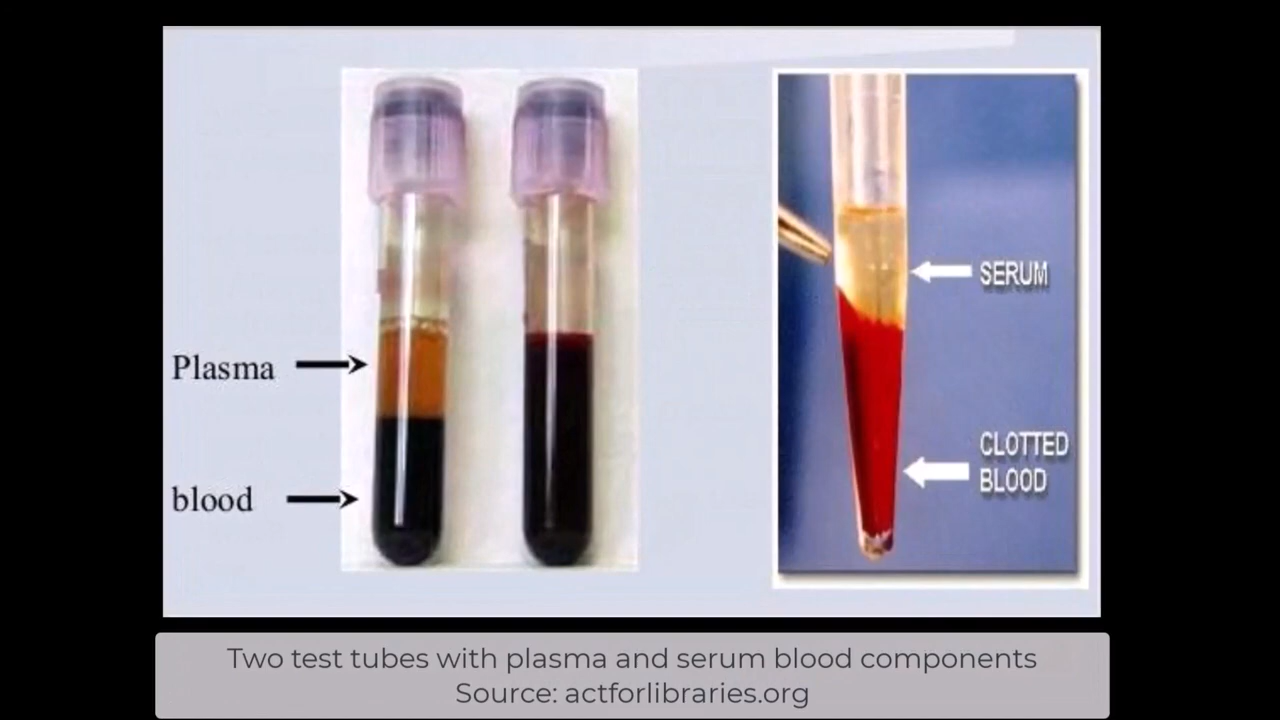 Plasma
blood
SERUM
CLOTTED
BLOOD
Two test tubes with plasma and serum blood components
Source: actforlibraries.org